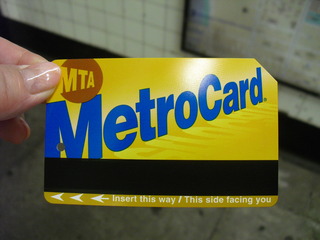 MTA
MetroCard®
Insert this way / This side facing you